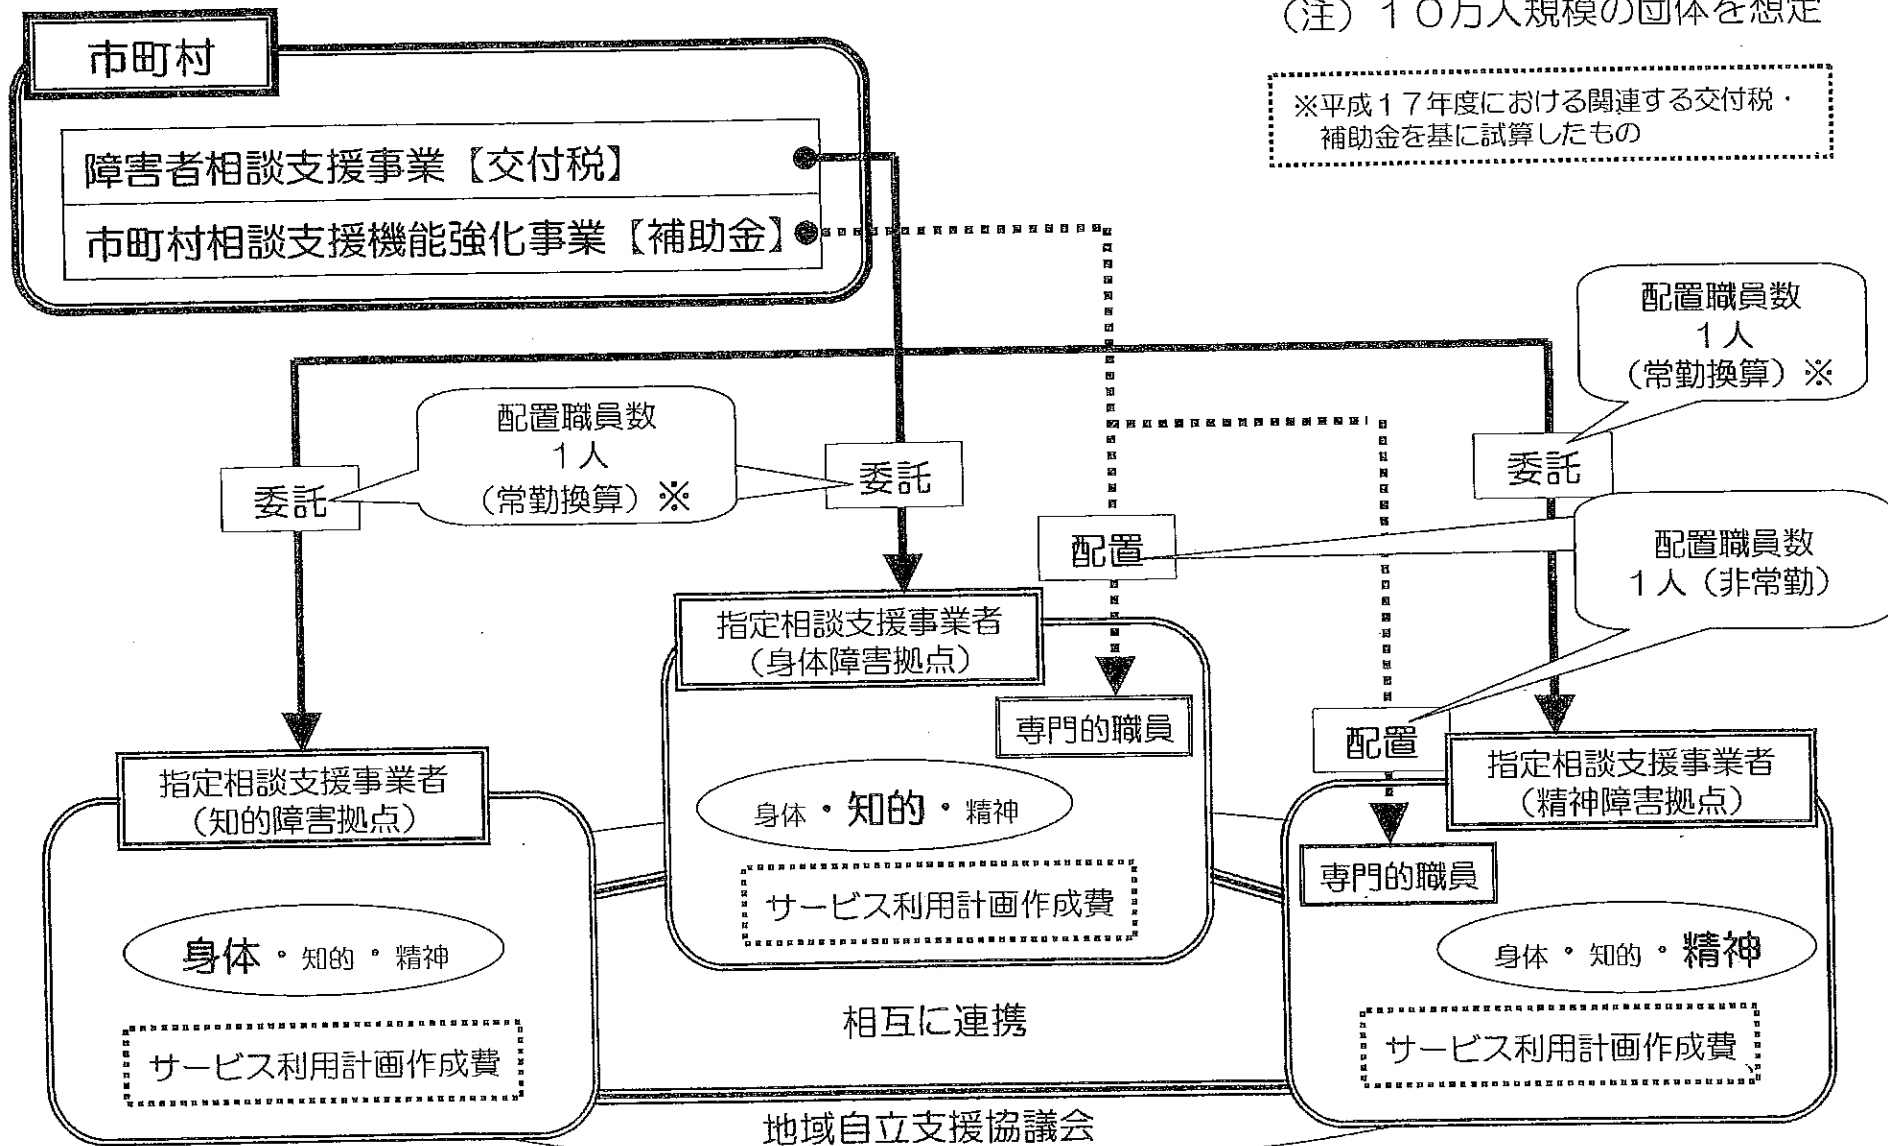 (注) 10万人規模の団体を想定
市町村
※平成17年度における関連する交付税・
補助金を基に試算したもの
障害者相談支援事業【交付税】
市町村相談支援機能強化事業【補助金】
配置職員数
1人
(常勤換算)※
配置職員数
1人
(常勤換算)※
委託
委託
委託
配置
配置職員数
1人(非常勤)
指定相談支援事業者
(身体障害拠点)
専門的職員
配置
指定相談支援事業者
(知的障害拠点)
指定相談支援事業者
(精神障害拠点)
身体・知的・精神
専門的職員
サービス利用計画作成費
身体・知的・精神
身体・知的・精神
相互に連携
サービス利用計画作成費
サービス利用計画作成費
地域自立支援協議会